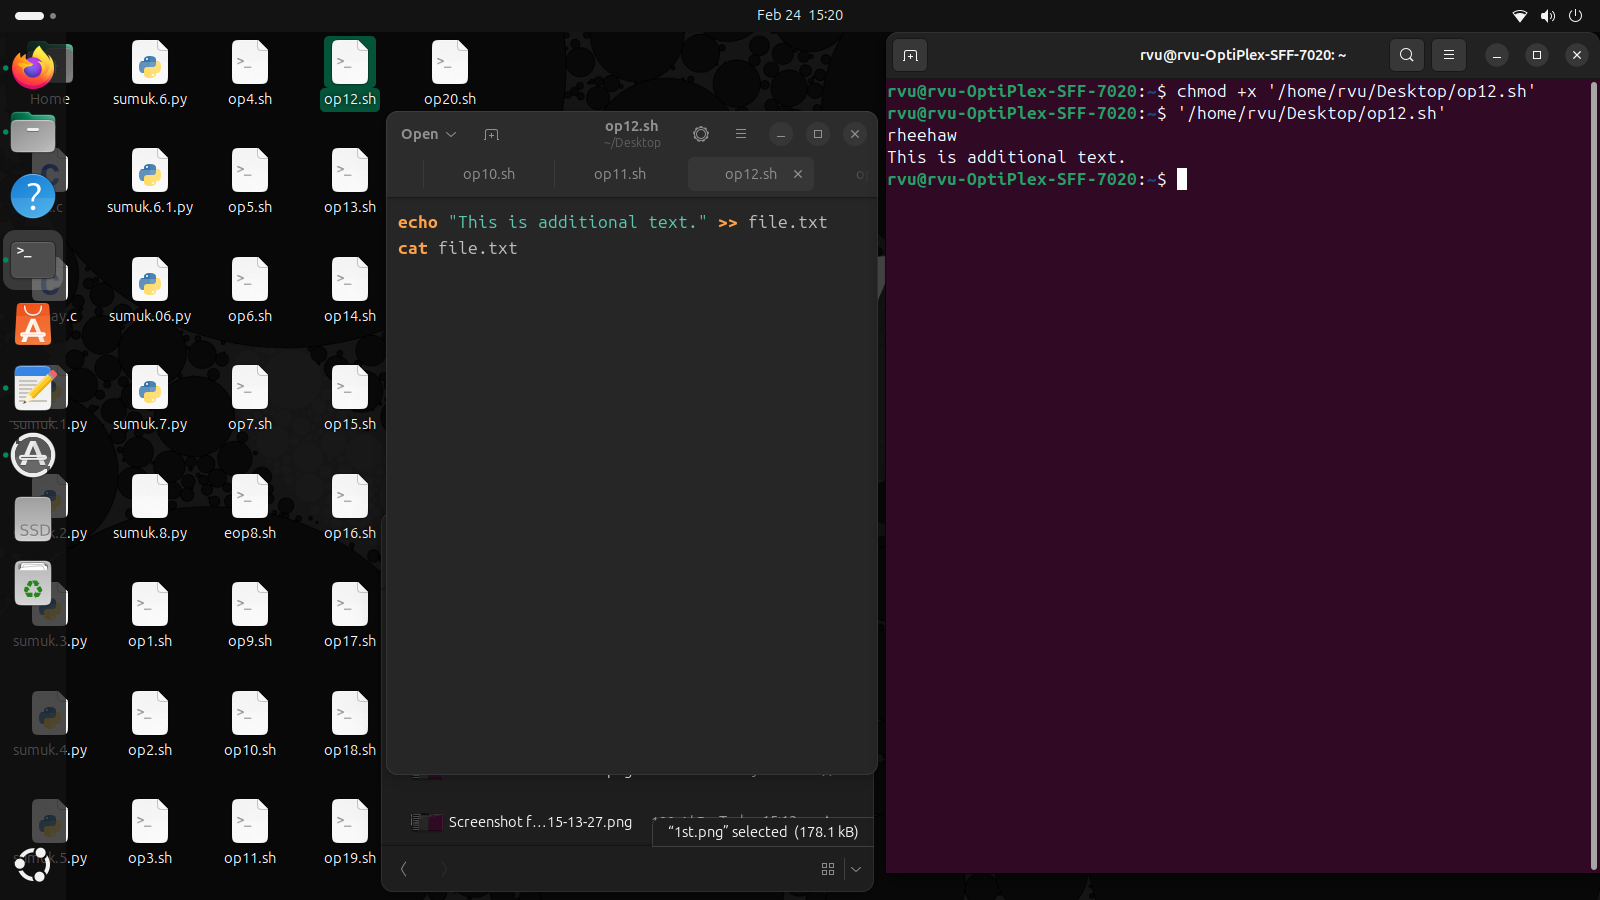 Feb 24 15:20
Home
sumuk.6.py
op4.sh
op12.sh
op20.sh
sumuk.6.1.py
op5.sh
op13.sh
sumuk.06.py
op6.sh
op14.sh
sumuk.1.py
sumuk.7.py
op7.sh
op15.sh
SSD
sumuk.8.py
eop8.sh
op16.sh
sumuk.3.py
op1.sh
op9.sh
op17.sh
sumuk.4.py
op2.sh
op10.sh
op18.sh
op3.sh
op11.sh
op19.sh
Open
op12.sh
~/Desktop
op10.sh
op11.sh
op12.sh
echo "This is additional text." >> file.txt
cat file.txt
Screenshot f...15-13-27.png
“1st.png” selected (178.1 kB)
rvu@rvu-OptiPlex-SFF-7020: ~
rvu@rvu-OptiPlex-SFF-7020:~$ chmod +x '/home/rvu/Desktop/op12.sh'
rvu@rvu-OptiPlex-SFF-7020:~$ '/home/rvu/Desktop/op12.sh'
rheehaw
This is additional text.
rvu@rvu-OptiPlex-SFF-7020:~$